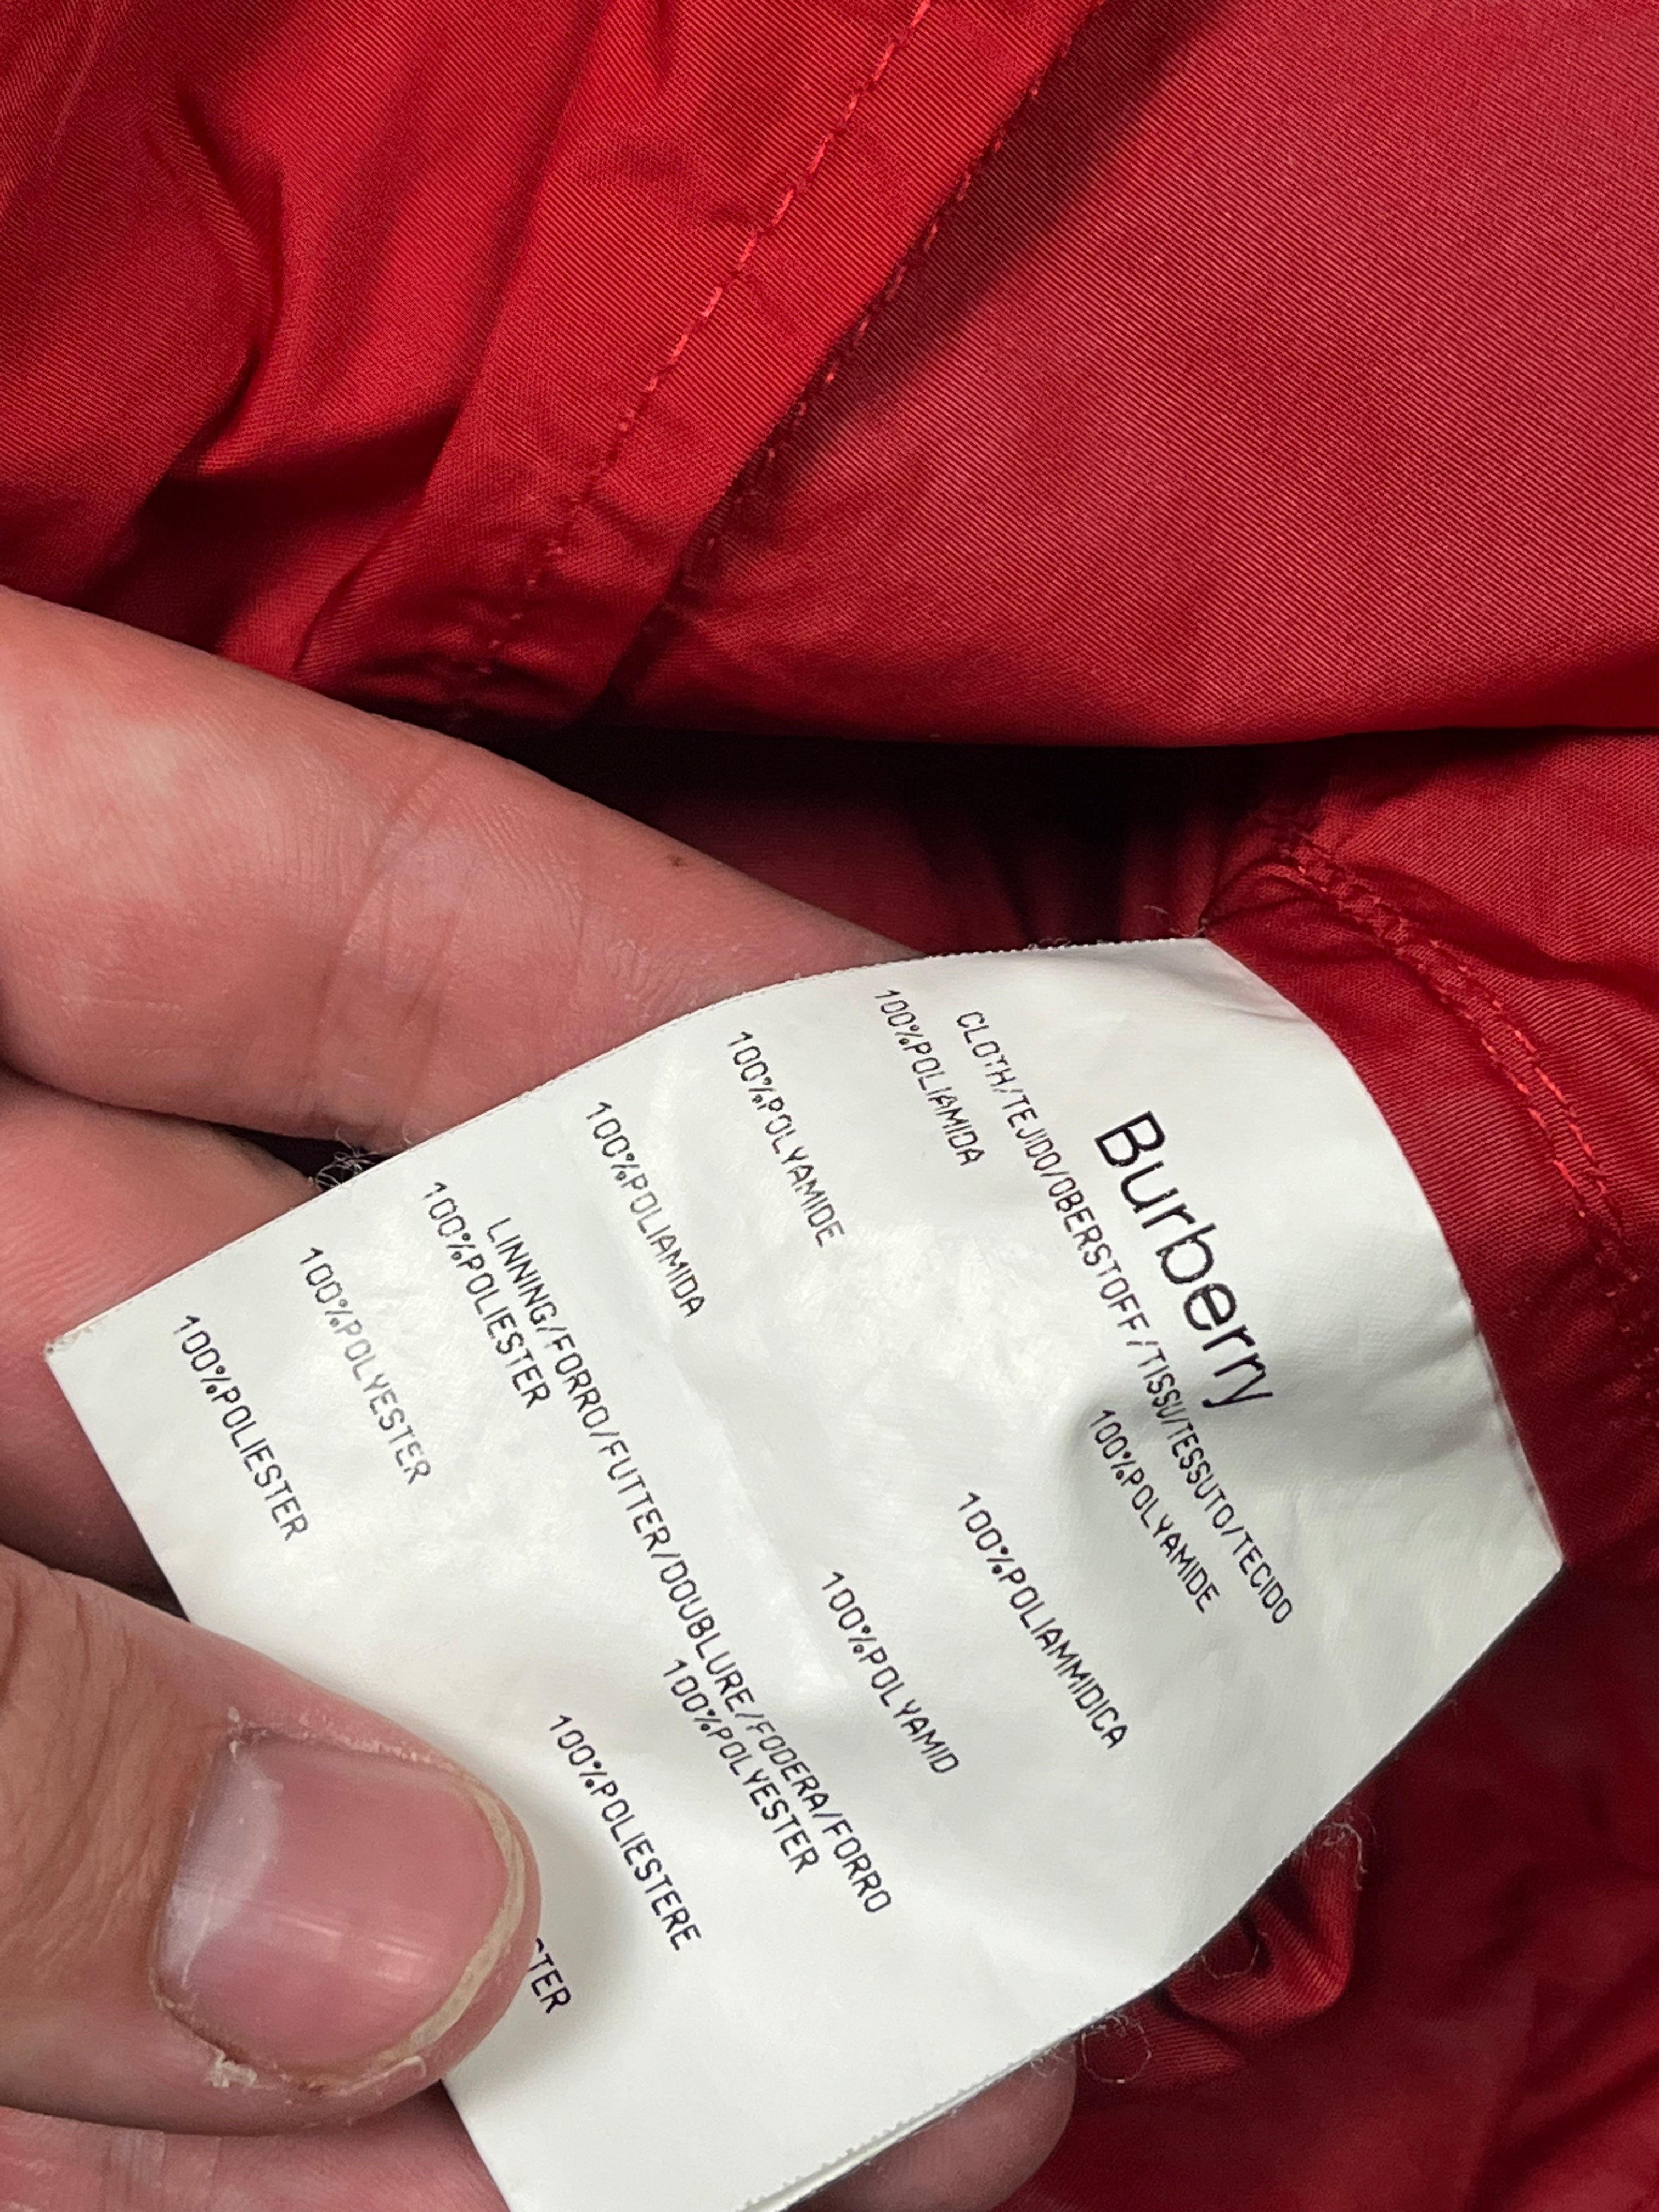 Burberry
CLOTH/TEJIDO/OBERSTOFF/TISSU/TESSUTO/TECIDO
100%POLIAMIDA 100%POLYAMIDE
100%POLYAMIDE 100%POLIAMMIDICA
100%POLIAMIDA 100%POLYAMID
LINNING/FORRO/FUTTER/DOUBLURE/FODERA/FORRO
100%POLIESTER 100%POLYESTER
100%POLYESTER 100%POLIESTERE
100%POLIESTER